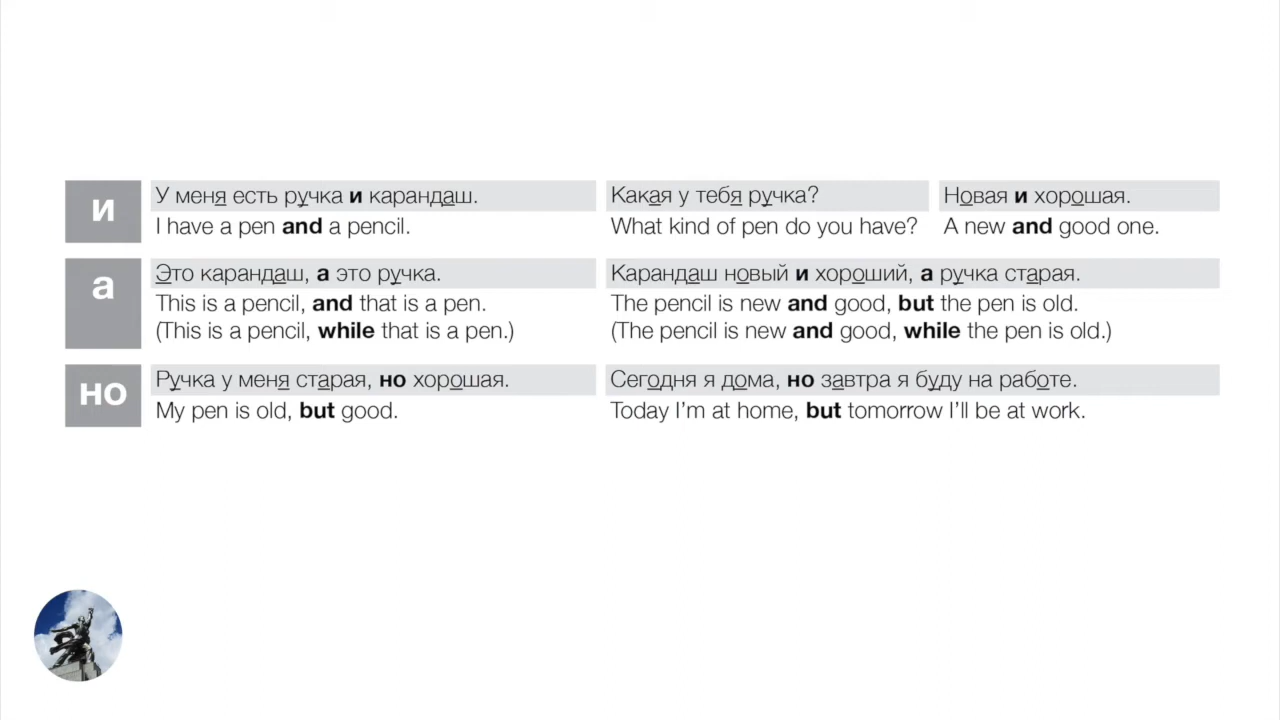 и
У меня есть ручка и карандаш.
I have a pen and a pencil.
Какая у тебя ручка?
What kind of pen do you have?
Новая и хорошая.
A new and good one.
а
Это карандаш, а это ручка.
This is a pencil, and that is a pen.
(This is a pencil, while that is a pen.)
Карандаш новый и хороший, а ручка старая.
The pencil is new and good, but the pen is old.
(The pencil is new and good, while the pen is old.)
но
Ручка у меня старая, но хорошая.
My pen is old, but good.
Сегодня я дома, но завтра я буду на работе.
Today I’m at home, but tomorrow I’ll be at work.